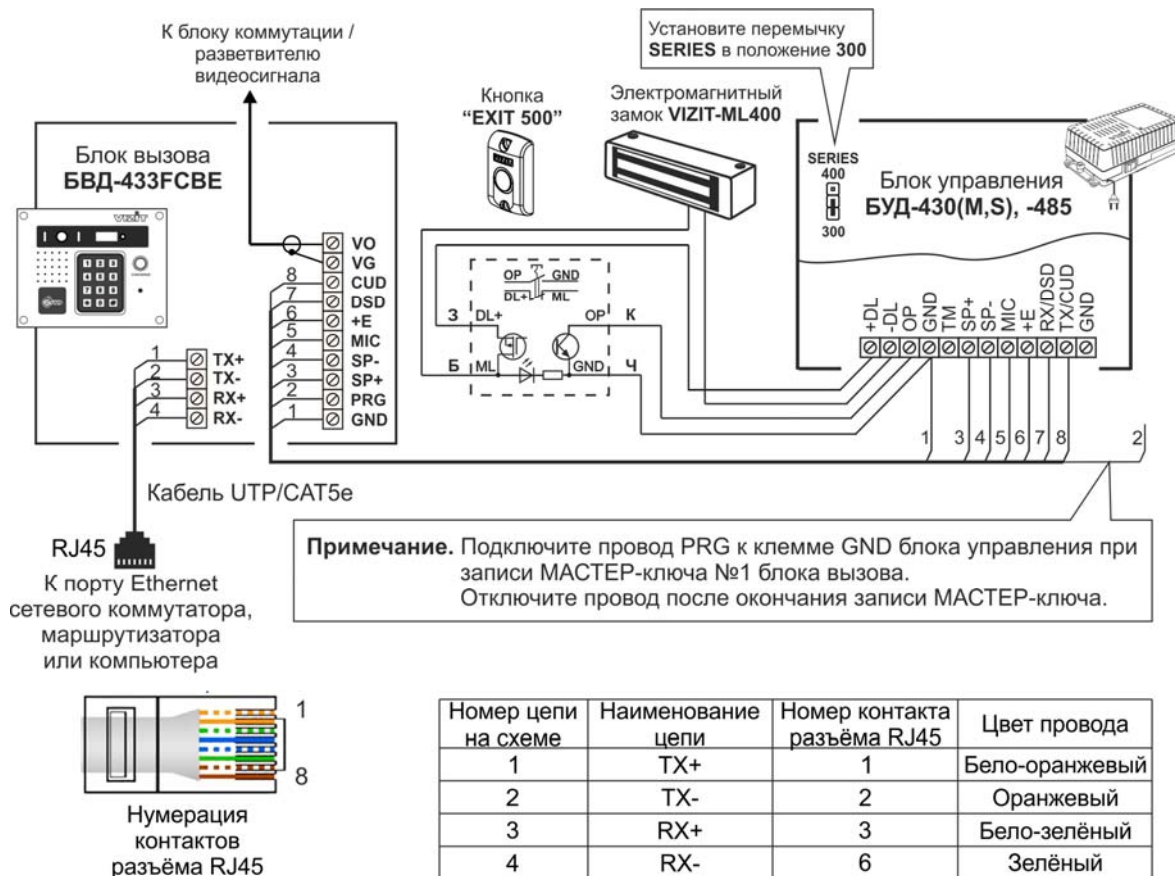 К блоку коммутации /
разветвителю
видеосигнала
Кнопка
“EXIT 500”
Электромагнитный
замок VIZIT-ML400
Установите перемычку
SERIES в положение 300
Блок вызова
БВД-433FCBE
VIZIT
SERIES
400
300
Блок управления
БУД-430(M,S), -485
VO
VG
8 CUD
7 DSD
6 +E
5 MIC
4 SP-
3 SP+
2 PRG
1 GND
1 TX+
2 TX-
3 RX+
4 RX-
OP GND
DL+ ML
З DL+ OP К
Б ML GND Ч
+DL
-DL
OP
GND
TM
SP+
SP-
MIC
+E
RX/DSD
TX/CUD
GND
1 3 4 5 6 7 8 2
Кабель UTP/CAT5e
RJ45
К порту Ethernet
сетевого коммутатора,
маршрутизатора
или компьютера
Примечание. Подключите провод PRG к клемме GND блока управления при
записи МАСТЕР-ключа №1 блока вызова.
Отключите провод после окончания записи МАСТЕР-ключа.
1
8
Нумерация
контактов
разъёма RJ45
Номер цепи на схеме | Наименование цепи | Номер контакта разъёма RJ45 | Цвет провода
1 | TX+ | 1 | Бело-оранжевый
2 | TX- | 2 | Оранжевый
3 | RX+ | 3 | Бело-зелёный
4 | RX- | 6 | Зелёный